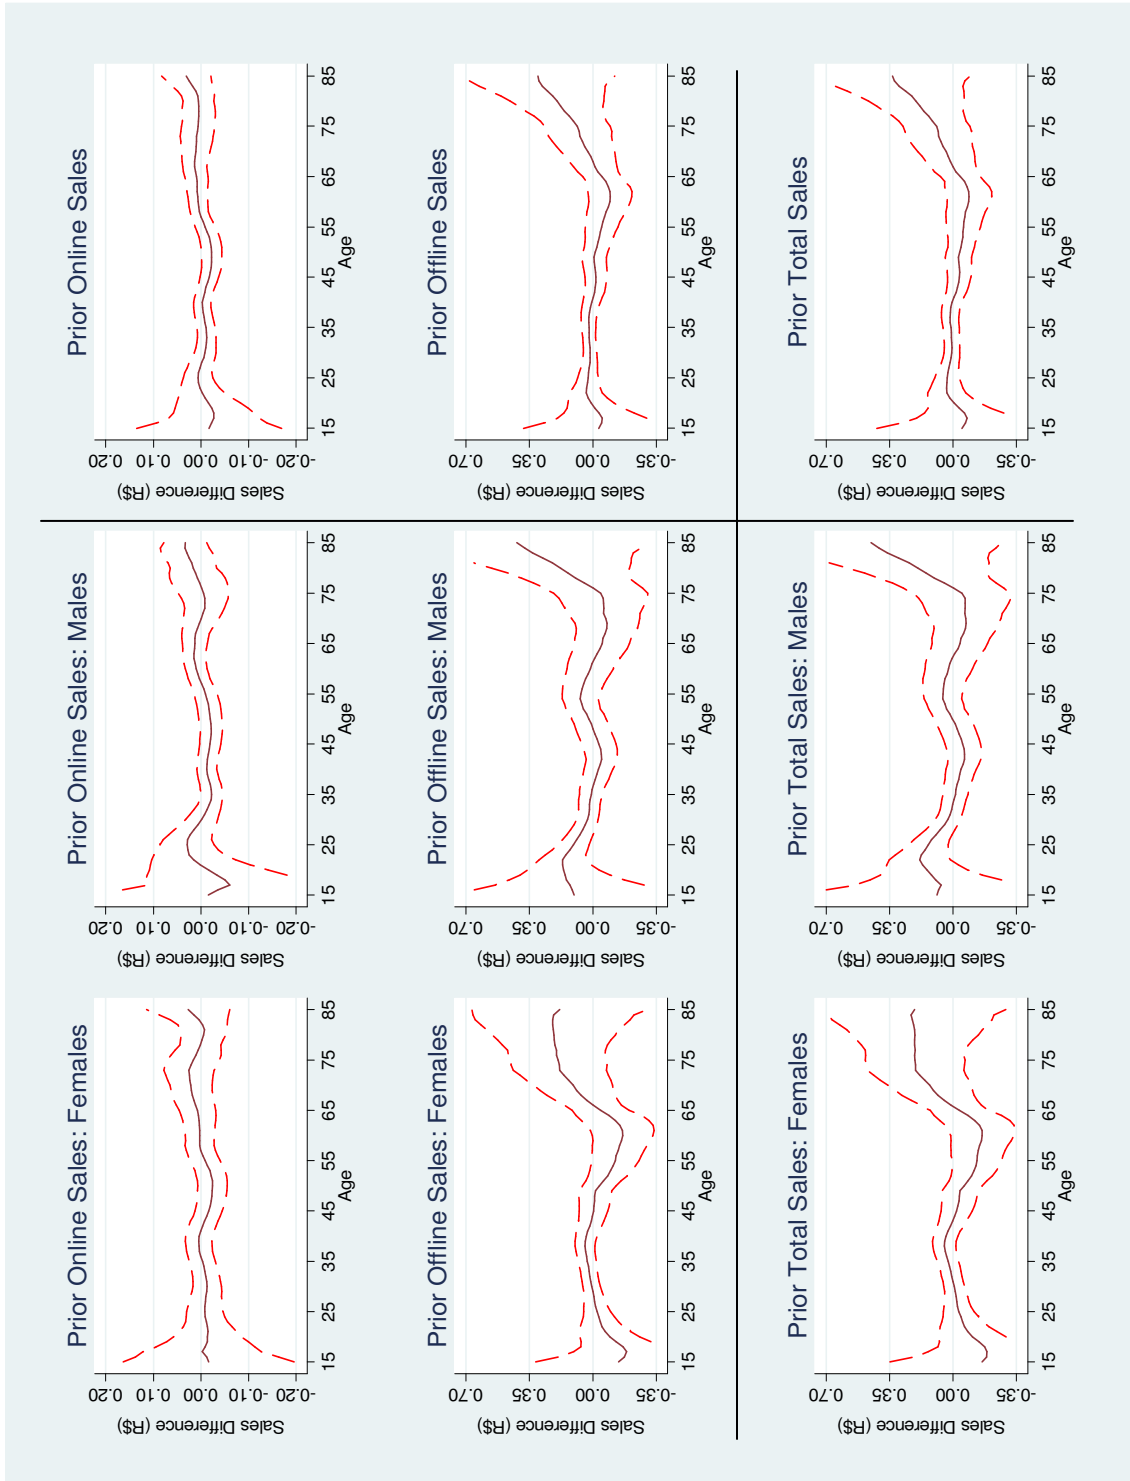 Prior Online Sales: Females
Sales Difference (R$)
-0.20 -0.10 0.00 0.10 0.20
15 25 35 45 55 65 75 85
Age
Prior Online Sales: Males
Sales Difference (R$)
-0.20 -0.10 0.00 0.10 0.20
15 25 35 45 55 65 75 85
Age
Prior Online Sales
Sales Difference (R$)
-0.20 -0.10 0.00 0.10 0.20
15 25 35 45 55 65 75 85
Age
Prior Offline Sales: Females
Sales Difference (R$)
-0.35 0.00 0.35 0.70
15 25 35 45 55 65 75 85
Age
Prior Offline Sales: Males
Sales Difference (R$)
-0.35 0.00 0.35 0.70
15 25 35 45 55 65 75 85
Age
Prior Offline Sales
Sales Difference (R$)
-0.35 0.00 0.35 0.70
15 25 35 45 55 65 75 85
Age
Prior Total Sales: Females
Sales Difference (R$)
-0.35 0.00 0.35 0.70
15 25 35 45 55 65 75 85
Age
Prior Total Sales: Males
Sales Difference (R$)
-0.35 0.00 0.35 0.70
15 25 35 45 55 65 75 85
Age
Prior Total Sales
Sales Difference (R$)
-0.35 0.00 0.35 0.70
15 25 35 45 55 65 75 85
Age